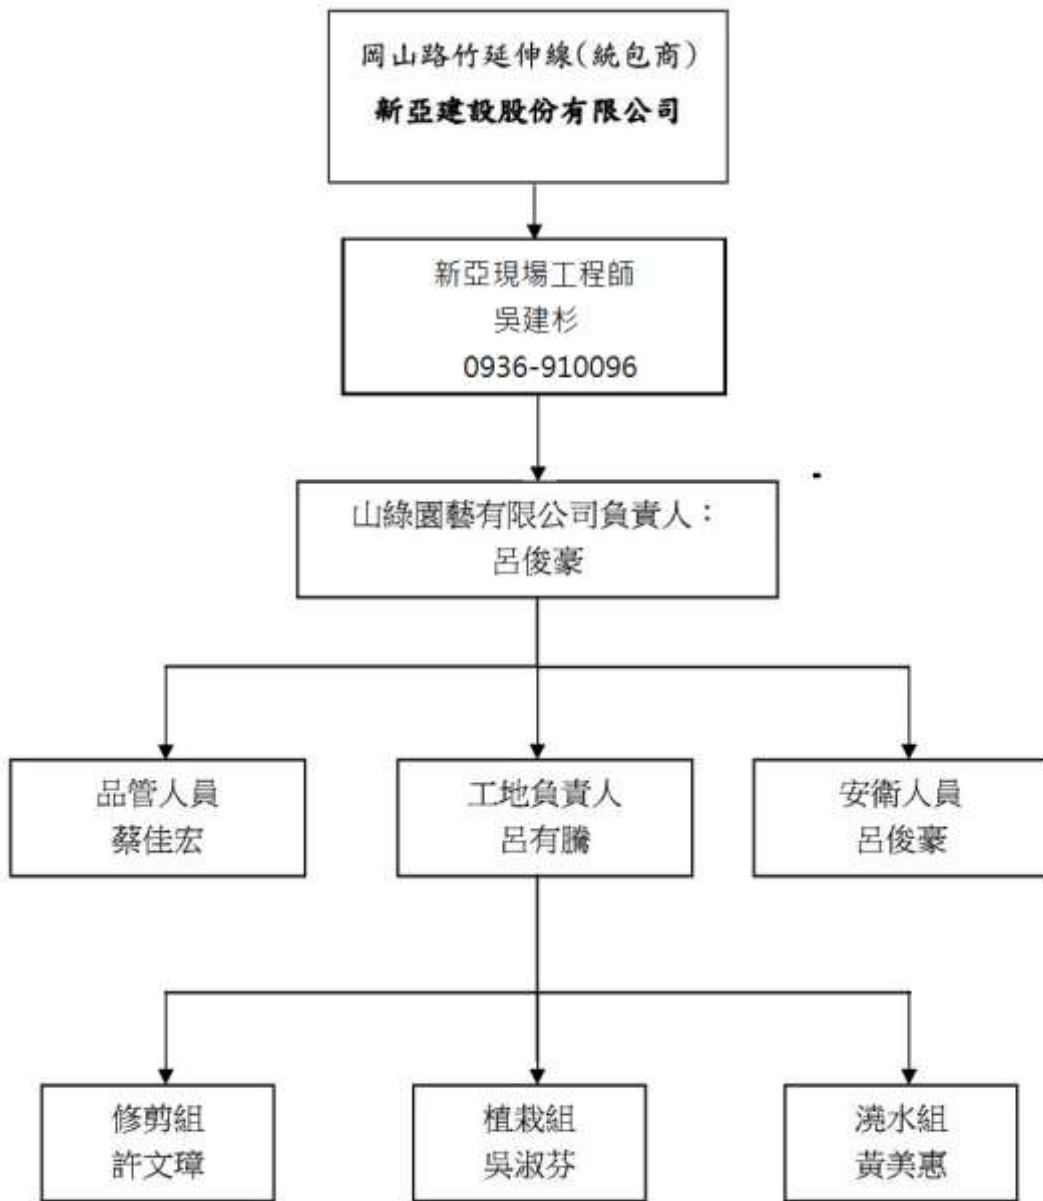 岡山路竹延伸線(統包商)
新亞建設股份有限公司
新亞現場工程師
吳建杉
0936-910096
山綠園藝有限公司負責人：
呂俊豪
品管人員
蔡佳宏
工地負責人
呂有騰
安衛人員
呂俊豪
修剪組
許文璋
植栽組
吳淑芬
澆水組
黃美惠